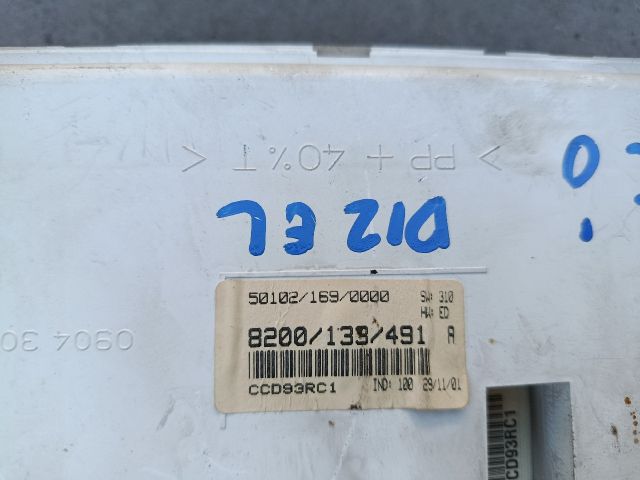 > PP + 40%T <
DIZEL
50102/169/0000
SW: 310
HW: ED
8200/139/491 A
CCD93RC1
IND: 100 29/11/01
0904 30
CD93RC1